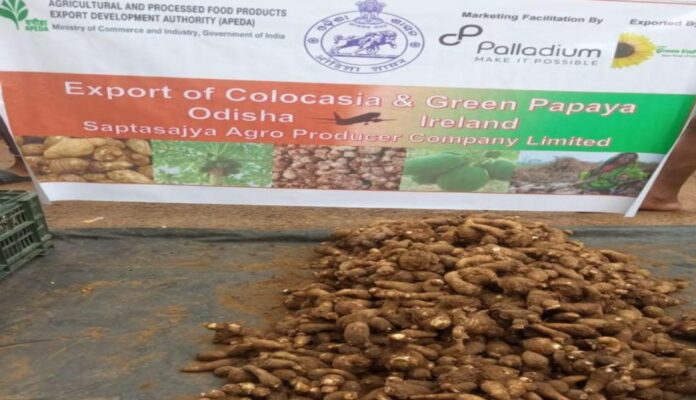 AGRICULTURAL AND PROCESSED FOOD PRODUCTS
EXPORT DEVELOPMENT AUTHORITY (APEDA)
Ministry of Commerce and Industry, Government of India
APEDA
Marketing Facilitation By
Palladium
MAKE IT POSSIBLE
Exported By
Green Val
Export of Colocasia & Green Papaya
Odisha Ireland
Saptasajya Agro Producer Company Limited